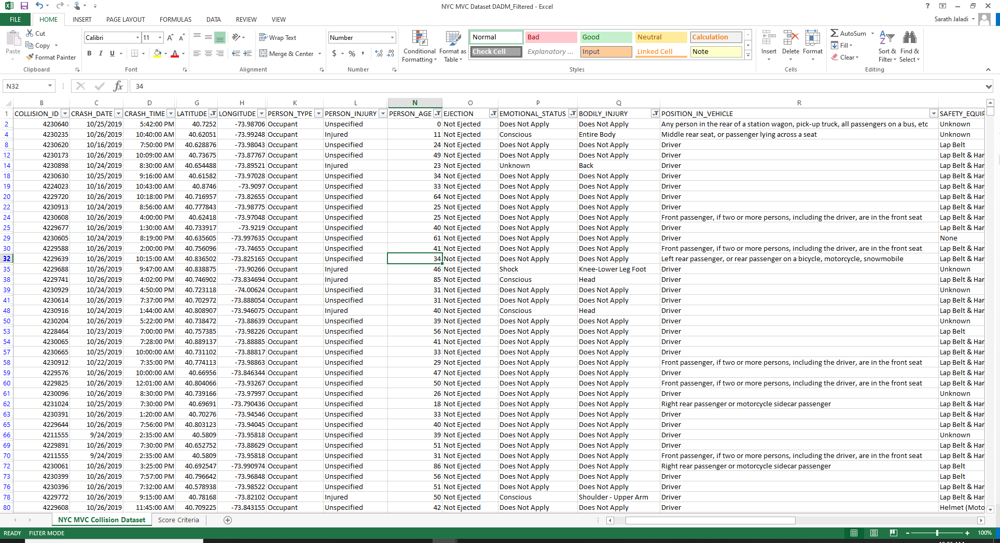 NYC MVC Dataset DADM_Filtered - Excel
FILE HOME INSERT PAGE LAYOUT FORMULAS DATA REVIEW VIEW Sarath Jaladi
Cut Calibri 11 Wrap Text Number Normal Bad Good Neutral Calculation AutoSum
Paste Copy Merge & Center Conditional Formatting Format as Table Check Cell Explanatory ... Input Linked Cell Note Insert Delete Format Fill Sort & Filter Find & Select
Format Painter B I U $ % Clear
Clipboard Font Alignment Number Styles Cells Editing
N32 fx 34
B C D G H K L N O P Q R
1 COLLISION_ID CRASH_DATE CRASH_TIME LATITUDE LONGITUDE PERSON_TYPE PERSON_INJURY PERSON_AGE EJECTION EMOTIONAL_STATUS BODILY_INJURY POSITION_IN_VEHICLE SAFETY_EQUIP
2 4230640 10/25/2019 5:42:00 PM 40.7252 -73.98706 Occupant Unspecified 0 Not Ejected Does Not Apply Does Not Apply Any person in the rear of a station wagon, pick-up truck, all passengers on a bus, etc Unknown
4 4230235 10/26/2019 10:40:00 AM 40.62051 -73.99248 Occupant Injured 11 Not Ejected Conscious Entire Body Middle rear seat, or passenger lying across a seat Unknown
8 4230620 10/16/2019 7:50:00 PM 40.628876 -73.98043 Occupant Unspecified 24 Not Ejected Does Not Apply Does Not Apply Driver Lap Belt
12 4230173 10/26/2019 10:09:00 AM 40.73675 -73.87767 Occupant Unspecified 49 Not Ejected Does Not Apply Does Not Apply Driver Lap Belt & Har
14 4230898 10/24/2019 8:30:00 AM 40.654488 -73.89521 Occupant Injured 23 Not Ejected Unknown Back Driver Lap Belt & Har
18 4230630 10/25/2019 9:16:00 AM 40.61582 -73.97028 Occupant Unspecified 34 Not Ejected Does Not Apply Does Not Apply Driver Lap Belt & Har
19 4224023 10/16/2019 10:43:00 AM 40.8746 -73.9097 Occupant Unspecified 33 Not Ejected Does Not Apply Does Not Apply Driver Lap Belt & Har
20 4229720 10/26/2019 10:18:00 PM 40.716957 -73.82655 Occupant Unspecified 64 Not Ejected Does Not Apply Does Not Apply Driver Lap Belt & Har
22 4230913 10/24/2019 8:56:00 AM 40.777843 -73.98775 Occupant Unspecified 25 Not Ejected Does Not Apply Does Not Apply Driver Lap Belt & Har
24 4230608 10/26/2019 4:00:00 PM 40.62418 -73.97048 Occupant Unspecified 25 Not Ejected Does Not Apply Does Not Apply Front passenger, if two or more persons, including the driver, are in the front seat Lap Belt & Har
25 4229677 10/26/2019 1:30:00 AM 40.733917 -73.9219 Occupant Unspecified 40 Not Ejected Does Not Apply Does Not Apply Driver Lap Belt & Har
29 4230605 10/24/2019 8:19:00 PM 40.635605 -73.997635 Occupant Unspecified 61 Not Ejected Does Not Apply Does Not Apply Driver None
30 4229588 10/26/2019 2:00:00 PM 40.756096 -73.74655 Occupant Unspecified 41 Not Ejected Does Not Apply Does Not Apply Front passenger, if two or more persons, including the driver, are in the front seat Lap Belt & Har
32 4229639 10/26/2019 10:15:00 AM 40.836502 -73.825165 Occupant Unspecified 34 Not Ejected Does Not Apply Does Not Apply Left rear passenger, or rear passenger on a bicycle, motorcycle, snowmobile Lap Belt & Har
35 4229688 10/26/2019 9:47:00 AM 40.838875 -73.90266 Occupant Injured 46 Not Ejected Shock Knee-Lower Leg Foot Driver Unknown
38 4229741 10/26/2019 4:02:00 PM 40.746902 -73.834694 Occupant Injured 85 Not Ejected Conscious Head Driver Lap Belt & Har
39 4230929 10/24/2019 4:50:00 PM 40.723118 -74.00624 Occupant Unspecified 31 Not Ejected Does Not Apply Does Not Apply Driver Unknown
41 4230614 10/26/2019 7:37:00 PM 40.702972 -73.888054 Occupant Unspecified 31 Not Ejected Does Not Apply Does Not Apply Driver Lap Belt & Har
48 4230916 10/24/2019 1:44:00 AM 40.808907 -73.946075 Occupant Injured 40 Not Ejected Conscious Head Driver Lap Belt & Har
50 4230204 10/26/2019 5:22:00 PM 40.738472 -73.88639 Occupant Unspecified 39 Not Ejected Does Not Apply Does Not Apply Driver Unknown
53 4228464 10/23/2019 7:00:00 PM 40.757385 -73.98226 Occupant Unspecified 56 Not Ejected Does Not Apply Does Not Apply Driver Lap Belt
54 4230065 10/26/2019 7:28:00 PM 40.889137 -73.88885 Occupant Unspecified 41 Not Ejected Does Not Apply Does Not Apply Driver Lap Belt & Har
57 4230665 10/25/2019 10:00:00 AM 40.731102 -73.88817 Occupant Unspecified 33 Not Ejected Does Not Apply Does Not Apply Driver Lap Belt & Har
58 4230912 10/22/2019 7:35:00 PM 40.774113 -73.98863 Occupant Unspecified 29 Not Ejected Does Not Apply Does Not Apply Front passenger, if two or more persons, including the driver, are in the front seat Lap Belt & Har
59 4229576 10/26/2019 10:00:00 AM 40.66956 -73.846344 Occupant Unspecified 47 Not Ejected Does Not Apply Does Not Apply Driver Lap Belt & Har
60 4229825 10/26/2019 12:01:00 AM 40.804066 -73.93267 Occupant Unspecified 50 Not Ejected Does Not Apply Does Not Apply Front passenger, if two or more persons, including the driver, are in the front seat Lap Belt & Har
61 4230096 10/26/2019 8:30:00 PM 40.739166 -73.97997 Occupant Unspecified 26 Not Ejected Does Not Apply Does Not Apply Driver Unknown
62 4231024 10/25/2019 7:30:00 PM 40.69691 -73.790436 Occupant Unspecified 18 Not Ejected Does Not Apply Does Not Apply Right rear passenger or motorcycle sidecar passenger Lap Belt & Har
63 4230391 10/26/2019 1:20:00 AM 40.70276 -73.94546 Occupant Unspecified 33 Not Ejected Does Not Apply Does Not Apply Driver Lap Belt & Har
65 4229644 10/26/2019 7:56:00 PM 40.803123 -73.94045 Occupant Unspecified 40 Not Ejected Does Not Apply Does Not Apply Driver Lap Belt & Har
66 4211555 9/24/2019 2:35:00 AM 40.5809 -73.95818 Occupant Unspecified 39 Not Ejected Does Not Apply Does Not Apply Driver Unknown
69 4229891 10/26/2019 7:30:00 PM 40.652752 -73.88629 Occupant Unspecified 51 Not Ejected Does Not Apply Does Not Apply Driver Lap Belt & Har
70 4211555 9/24/2019 2:35:00 AM 40.5809 -73.95818 Occupant Unspecified 31 Not Ejected Does Not Apply Does Not Apply Front passenger, if two or more persons, including the driver, are in the front seat Lap Belt & Har
72 4230061 10/26/2019 3:25:00 PM 40.692547 -73.990974 Occupant Unspecified 86 Not Ejected Does Not Apply Does Not Apply Right rear passenger or motorcycle sidecar passenger Lap Belt
73 4230399 10/26/2019 7:57:00 PM 40.796642 -73.96848 Occupant Unspecified 56 Not Ejected Does Not Apply Does Not Apply Driver Lap Belt
76 4230396 10/26/2019 7:32:00 AM 40.578938 -73.98522 Occupant Unspecified 51 Not Ejected Does Not Apply Does Not Apply Driver Lap Belt & Har
78 4229772 10/26/2019 9:15:00 AM 40.78168 -73.82102 Occupant Injured 50 Not Ejected Conscious Shoulder - Upper Arm Driver Lap Belt & Har
80 4229608 10/26/2019 11:45:00 AM 40.709225 -73.843155 Occupant Unspecified 42 Not Ejected Does Not Apply Does Not Apply Driver Helmet (Moto
NYC MVC Collision Dataset Score Criteria
READY FILTER MODE 100%